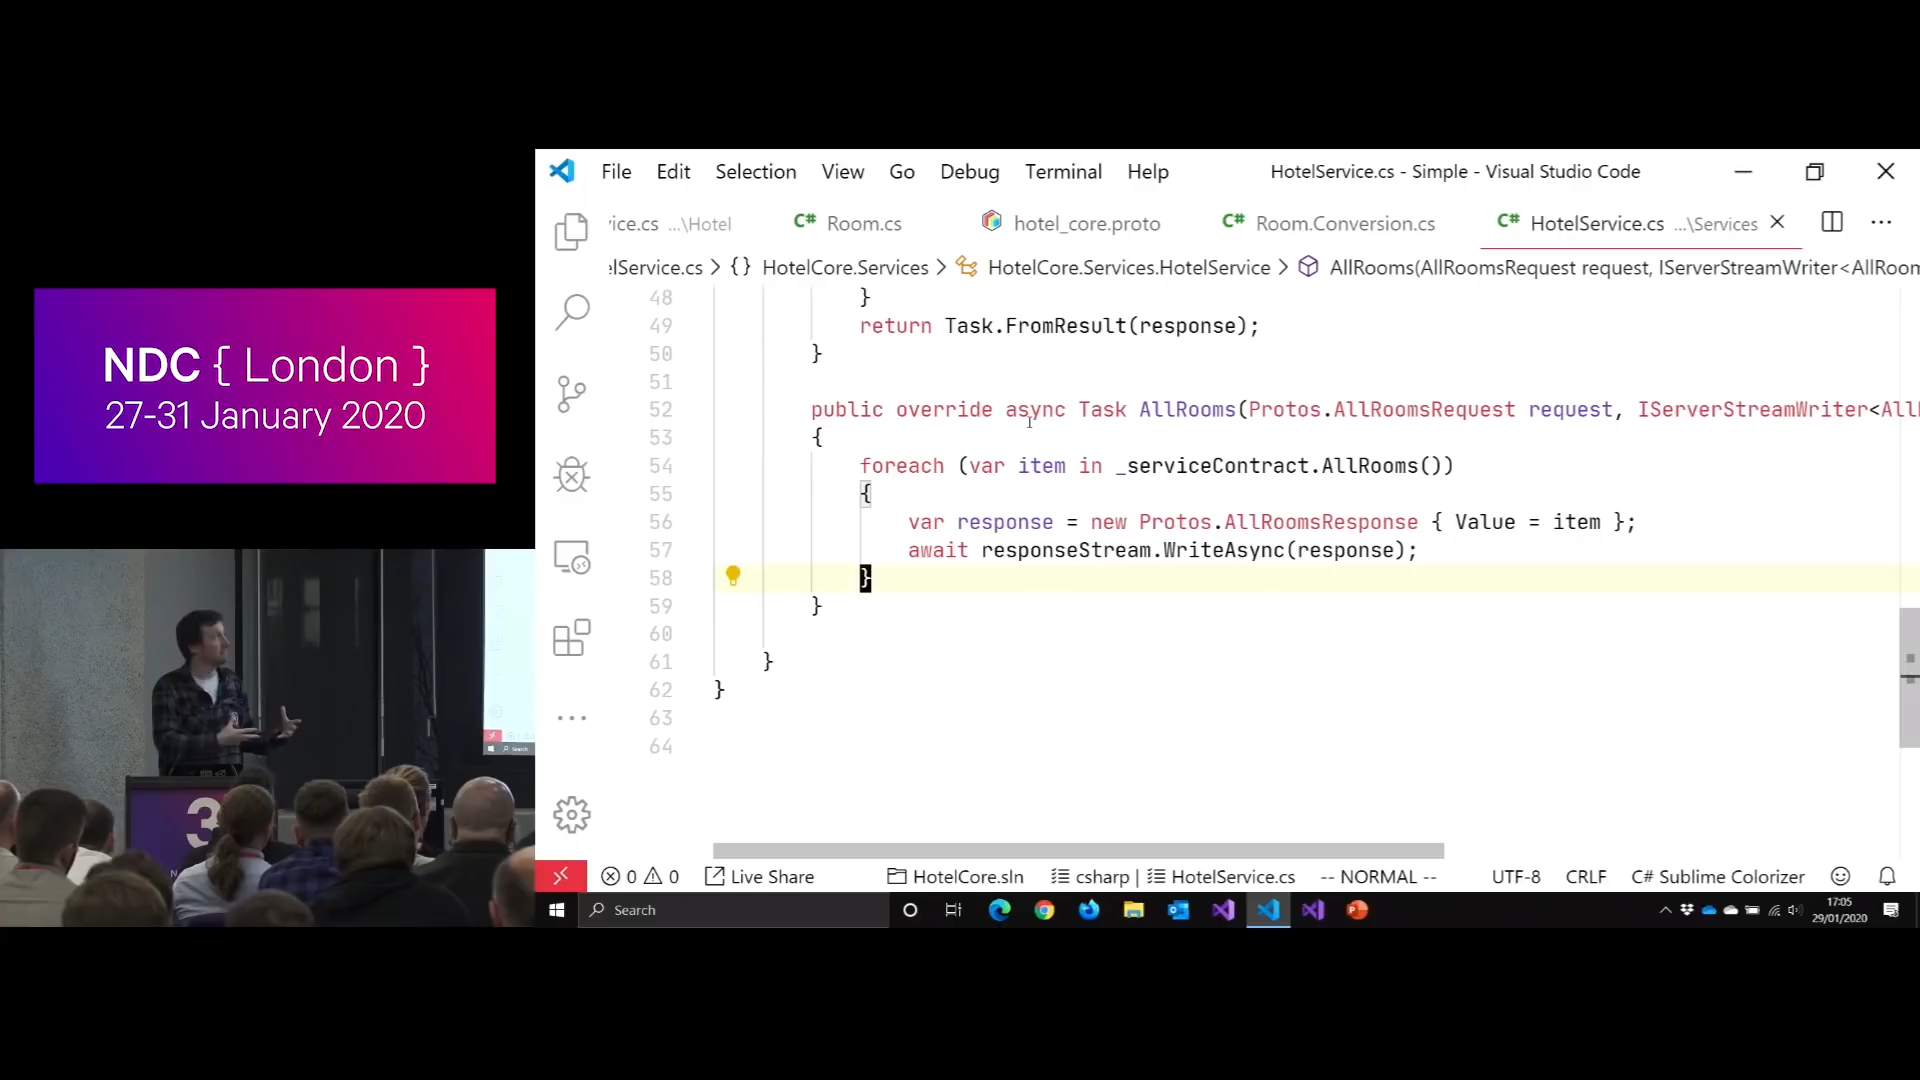 NDC { London }
27-31 January 2020
3
File Edit Selection View Go Debug Terminal Help HotelService.cs - Simple - Visual Studio Code
vice.cs ...\Hotel C# Room.cs hotel_core.proto C# Room.Conversion.cs C# HotelService.cs ...\Services
elService.cs > {} HotelCore.Services > HotelCore.Services.HotelService > AllRooms(AllRoomsRequest request, IServerStreamWriter<AllRoom
48 }
49 return Task.FromResult(response);
50 }
51
52 public override async Task AllRooms(Protos.AllRoomsRequest request, IServerStreamWriter<All
53 {
54 foreach (var item in _serviceContract.AllRooms())
55 {
56 var response = new Protos.AllRoomsResponse { Value = item };
57 await responseStream.WriteAsync(response);
58 }
59 }
60
61 }
62 }
63
64
0 0 Live Share HotelCore.sln csharp | HotelService.cs -- NORMAL -- UTF-8 CRLF C# Sublime Colorizer
Search 17:05
29/01/2020